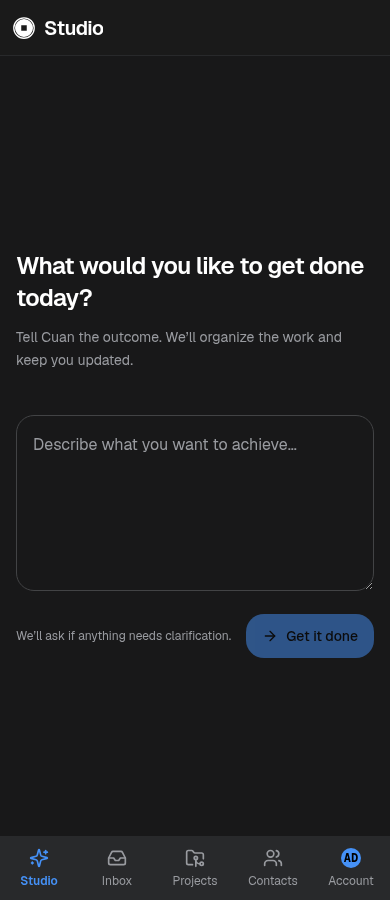 Studio
What would you like to get done
today?
Tell Cuan the outcome. We'll organize the work and
keep you updated.
Describe what you want to achieve...
We'll ask if anything needs clarification.
Get it done
AD
Studio
Inbox
Projects
Contacts
Account